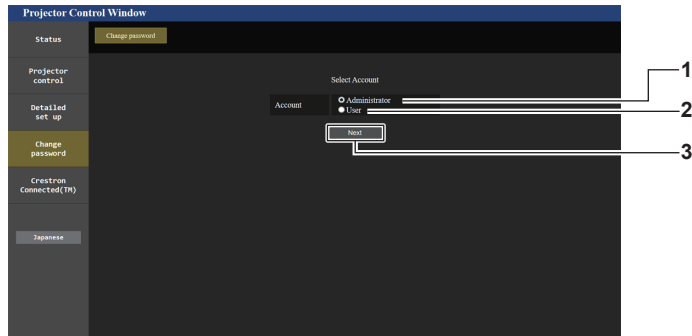 Projector Control Window
Status
Change password
Projector
control
Detailed
set up
Change
password
Crestron
Connected(TM)
Japanese
Select Account
Account
Administrator
User
Next
1
2
3